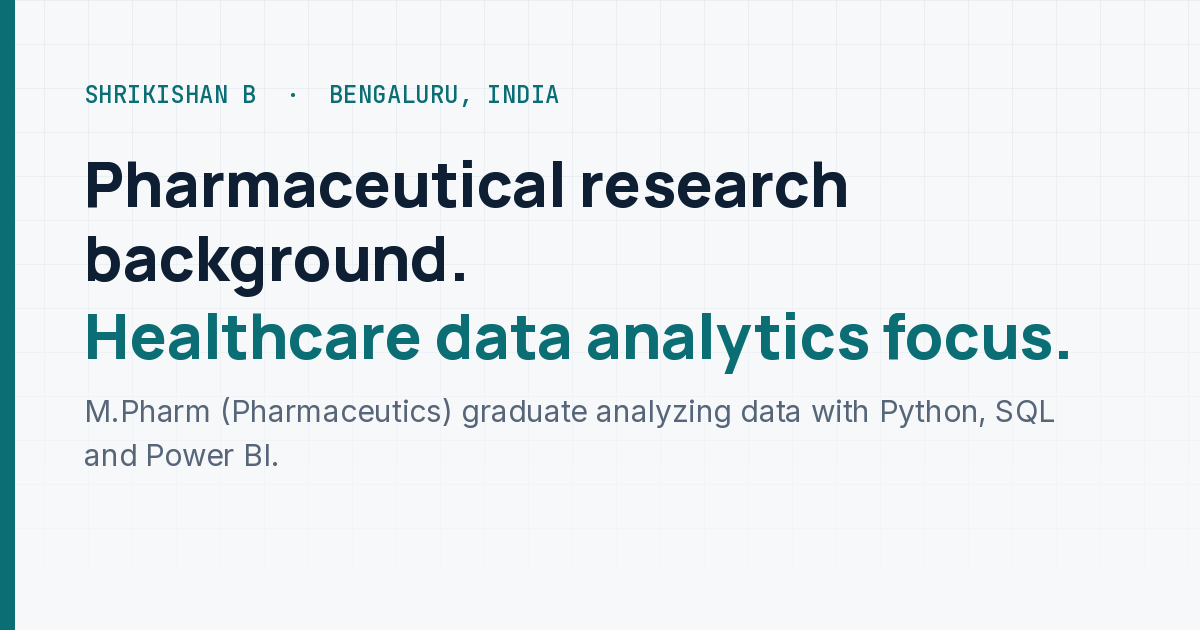 SHRIKISHAN B · BENGALURU, INDIA
Pharmaceutical research
background.
Healthcare data analytics focus.
M.Pharm (Pharmaceutics) graduate analyzing data with Python, SQL
and Power BI.